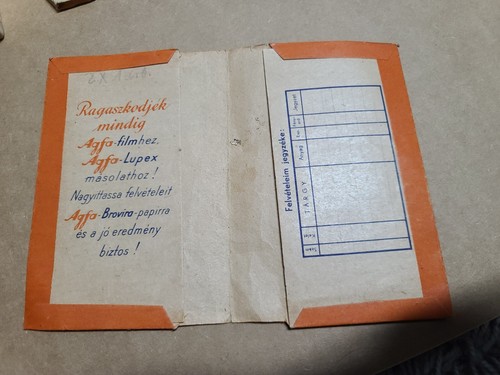 Ragaszkodjék
mindig
Agfa-filmhez,
Agfa-Lupex
másolathoz!
Nagyíttassa felvételeit
Agfa-Brovira-papírra
és a jó eredmény
biztos!
Felvételeim jegyzéke:
TÁRGY
Anyag